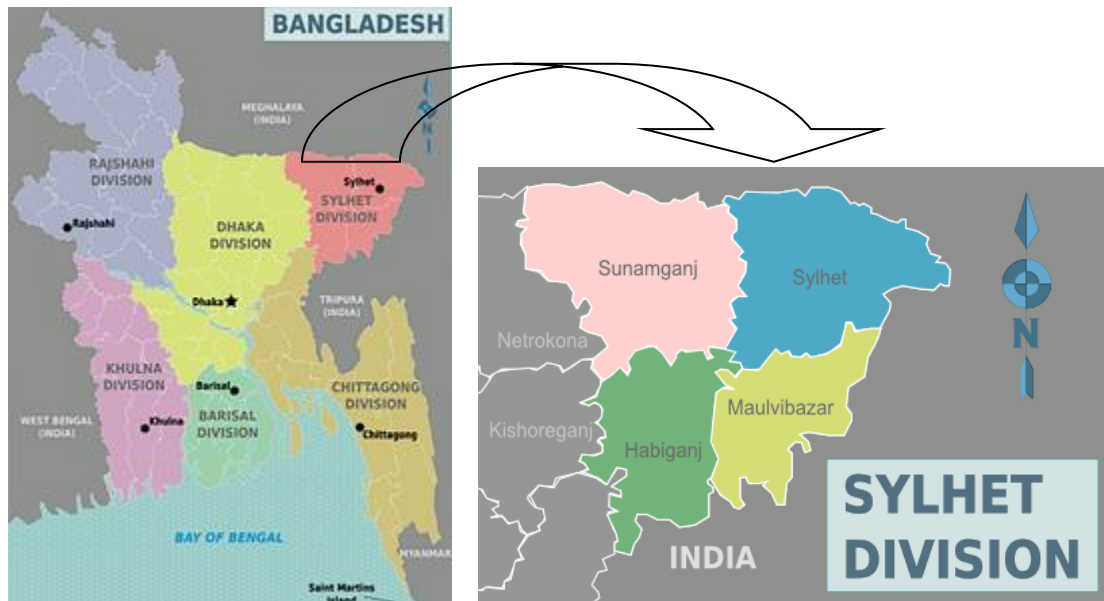 BANGLADESH
MEGHALAYA
(INDIA)
N
RAJSHAHI
DIVISION
Rajshahi
Sylhet
SYLHET
DIVISION
DHAKA
DIVISION
Dhaka
TRIPURA
(INDIA)
KHULNA
DIVISION
Khulna
WEST BENGAL
(INDIA)
Barisal
BARISAL
DIVISION
CHITTAGONG
DIVISION
Chittagong
BAY OF BENGAL
MYANMAR
Saint Martins
Island
Sunamganj
Sylhet
N
Netrokona
Maulvibazar
Kishoreganj
Habiganj
INDIA
SYLHET
DIVISION